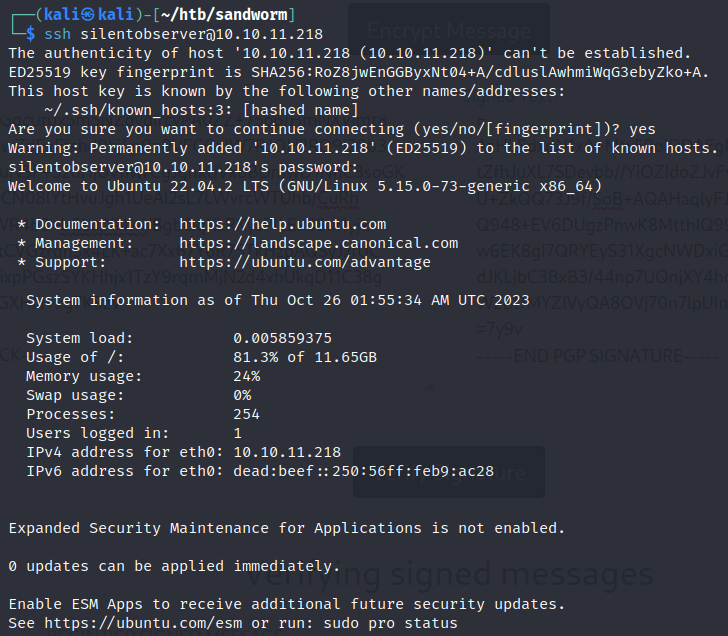 ┌──(kali㉿kali)-[~/htb/sandworm]
└─$ ssh silentobserver@10.10.11.218
The authenticity of host '10.10.11.218 (10.10.11.218)' can't be established.
ED25519 key fingerprint is SHA256:RoZ8jwEnGGByxNt04+A/cdluslAwhmiWqG3ebyZko+A.
This host key is known by the following other names/addresses:
    ~/.ssh/known_hosts:3: [hashed name]
Are you sure you want to continue connecting (yes/no/[fingerprint])? yes
Warning: Permanently added '10.10.11.218' (ED25519) to the list of known hosts.
silentobserver@10.10.11.218's password:
Welcome to Ubuntu 22.04.2 LTS (GNU/Linux 5.15.0-73-generic x86_64)

 * Documentation:  https://help.ubuntu.com
 * Management:     https://landscape.canonical.com
 * Support:        https://ubuntu.com/advantage

  System information as of Thu Oct 26 01:55:34 AM UTC 2023

  System load:           0.005859375
  Usage of /:            81.3% of 11.65GB
  Memory usage:          24%
  Swap usage:            0%
  Processes:             254
  Users logged in:       1
  IPv4 address for eth0: 10.10.11.218
  IPv6 address for eth0: dead:beef::250:56ff:feb9:ac28

Expanded Security Maintenance for Applications is not enabled.

0 updates can be applied immediately.

Enable ESM Apps to receive additional future security updates.
See https://ubuntu.com/esm or run: sudo pro status
Encrypt Message
=7y9v
-----END PGP SIGNATURE-----
Verifying signed messages